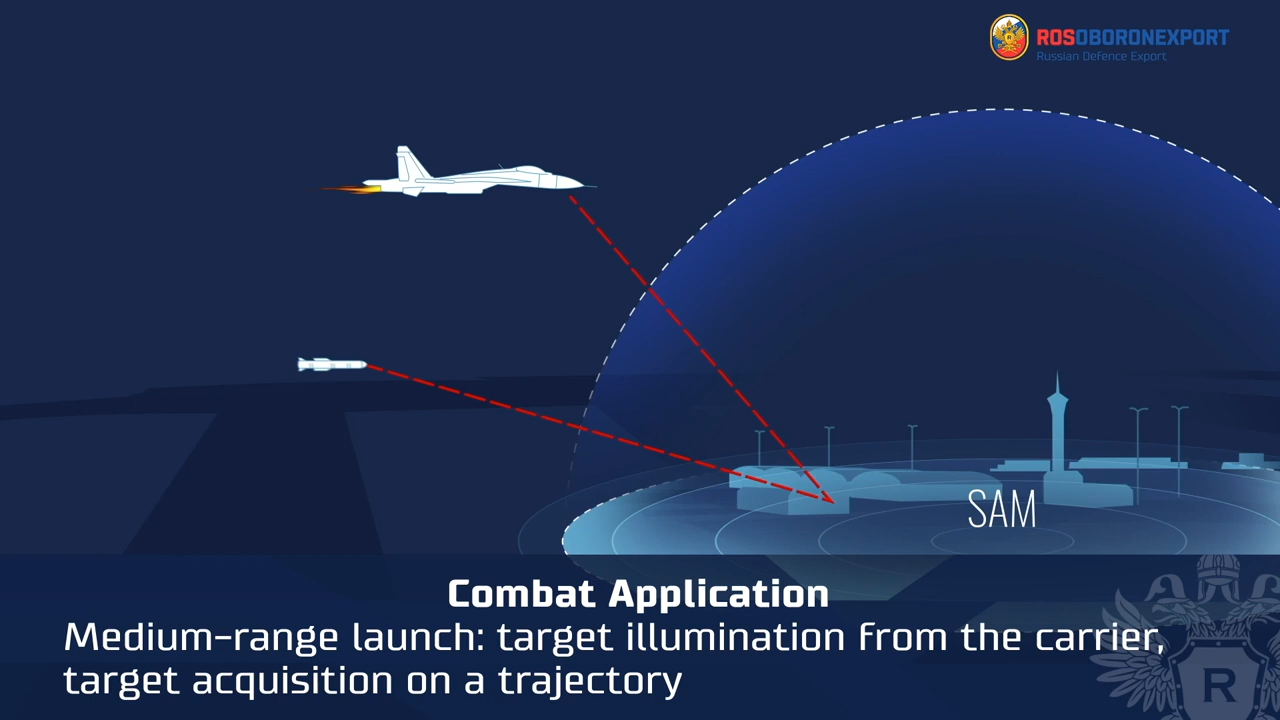 ROSOBORONEXPORT
Russian Defence Export
SAM
Combat Application
Medium-range launch: target illumination from the carrier,
target acquisition on a trajectory
R